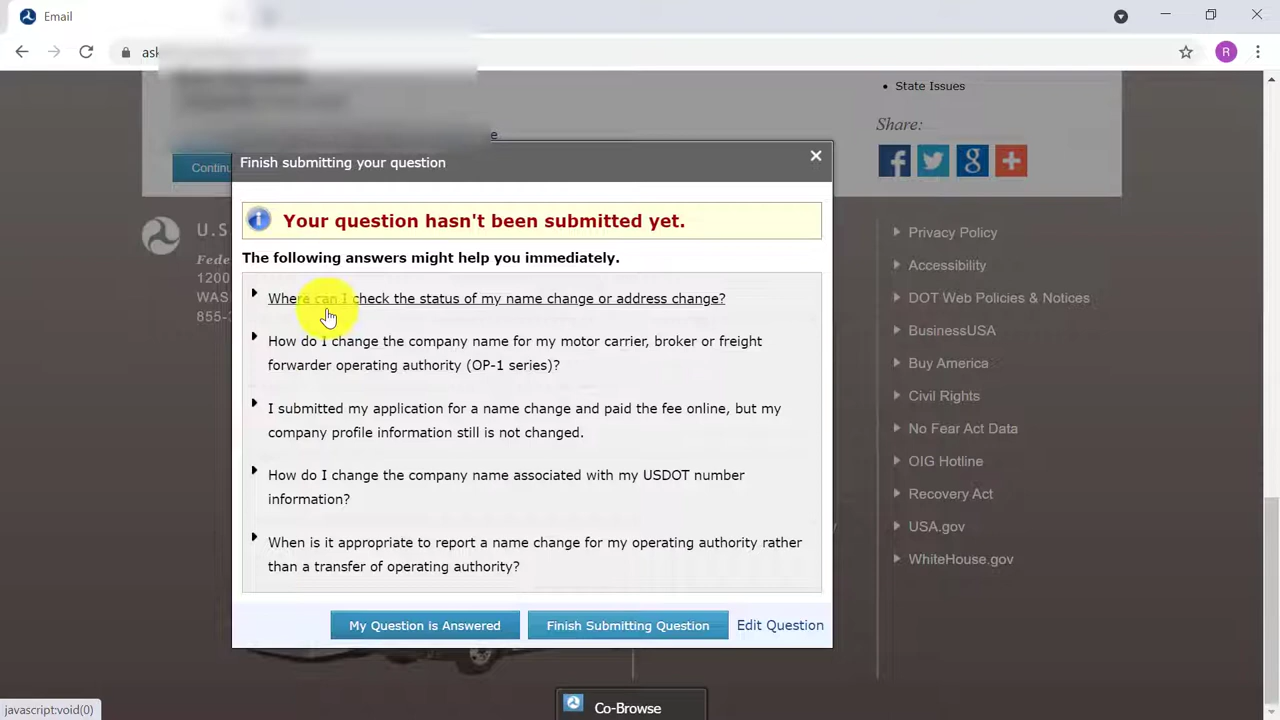 Email
R
ask
State Issues
e
Share:
Continu
Finish submitting your question
Your question hasn't been submitted yet.
The following answers might help you immediately.
Where can I check the status of my name change or address change?
How do I change the company name for my motor carrier, broker or freight
forwarder operating authority (OP-1 series)?
I submitted my application for a name change and paid the fee online, but my
company profile information still is not changed.
How do I change the company name associated with my USDOT number
information?
When is it appropriate to report a name change for my operating authority rather
than a transfer of operating authority?
My Question is Answered
Finish Submitting Question
Edit Question
U.S
Fede
1200
WAS
855-
Privacy Policy
Accessibility
DOT Web Policies & Notices
BusinessUSA
Buy America
Civil Rights
No Fear Act Data
OIG Hotline
Recovery Act
USA.gov
WhiteHouse.gov
javascript:void(0)
Co-Browse